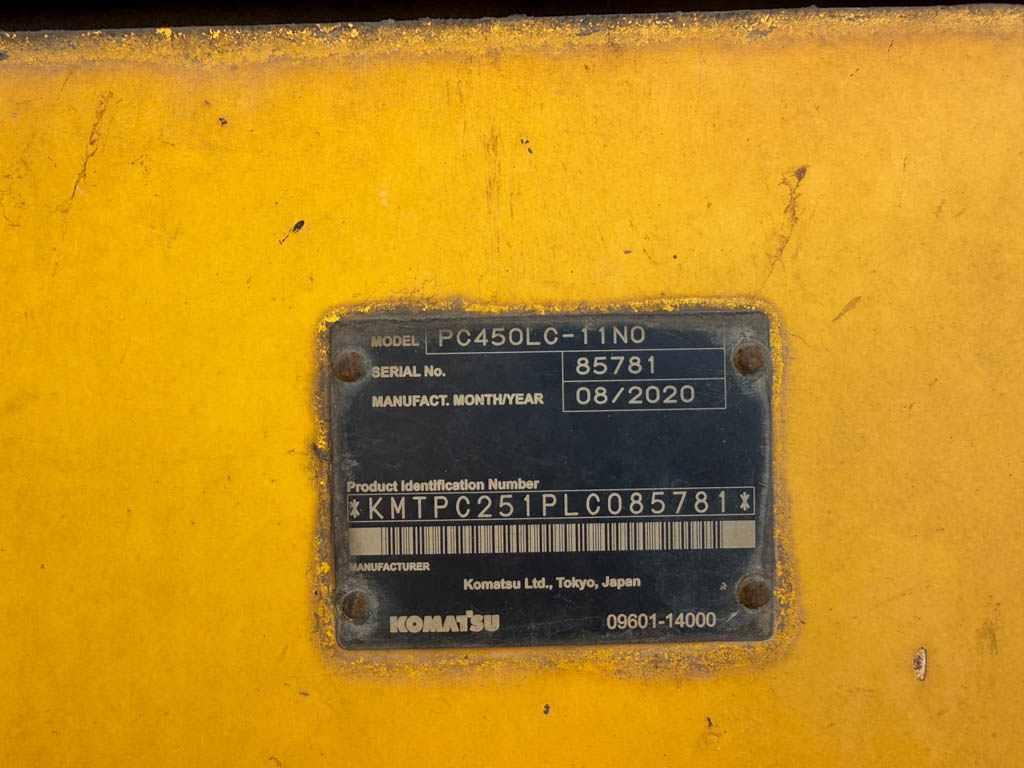 MODEL PC450LC-11N0
SERIAL No. 85781
MANUFACT. MONTH/YEAR 08/2020
Product Identification Number
*KMTPC251PLC085781*
MANUFACTURER
Komatsu Ltd., Tokyo, Japan
KOMATSU 09601-14000